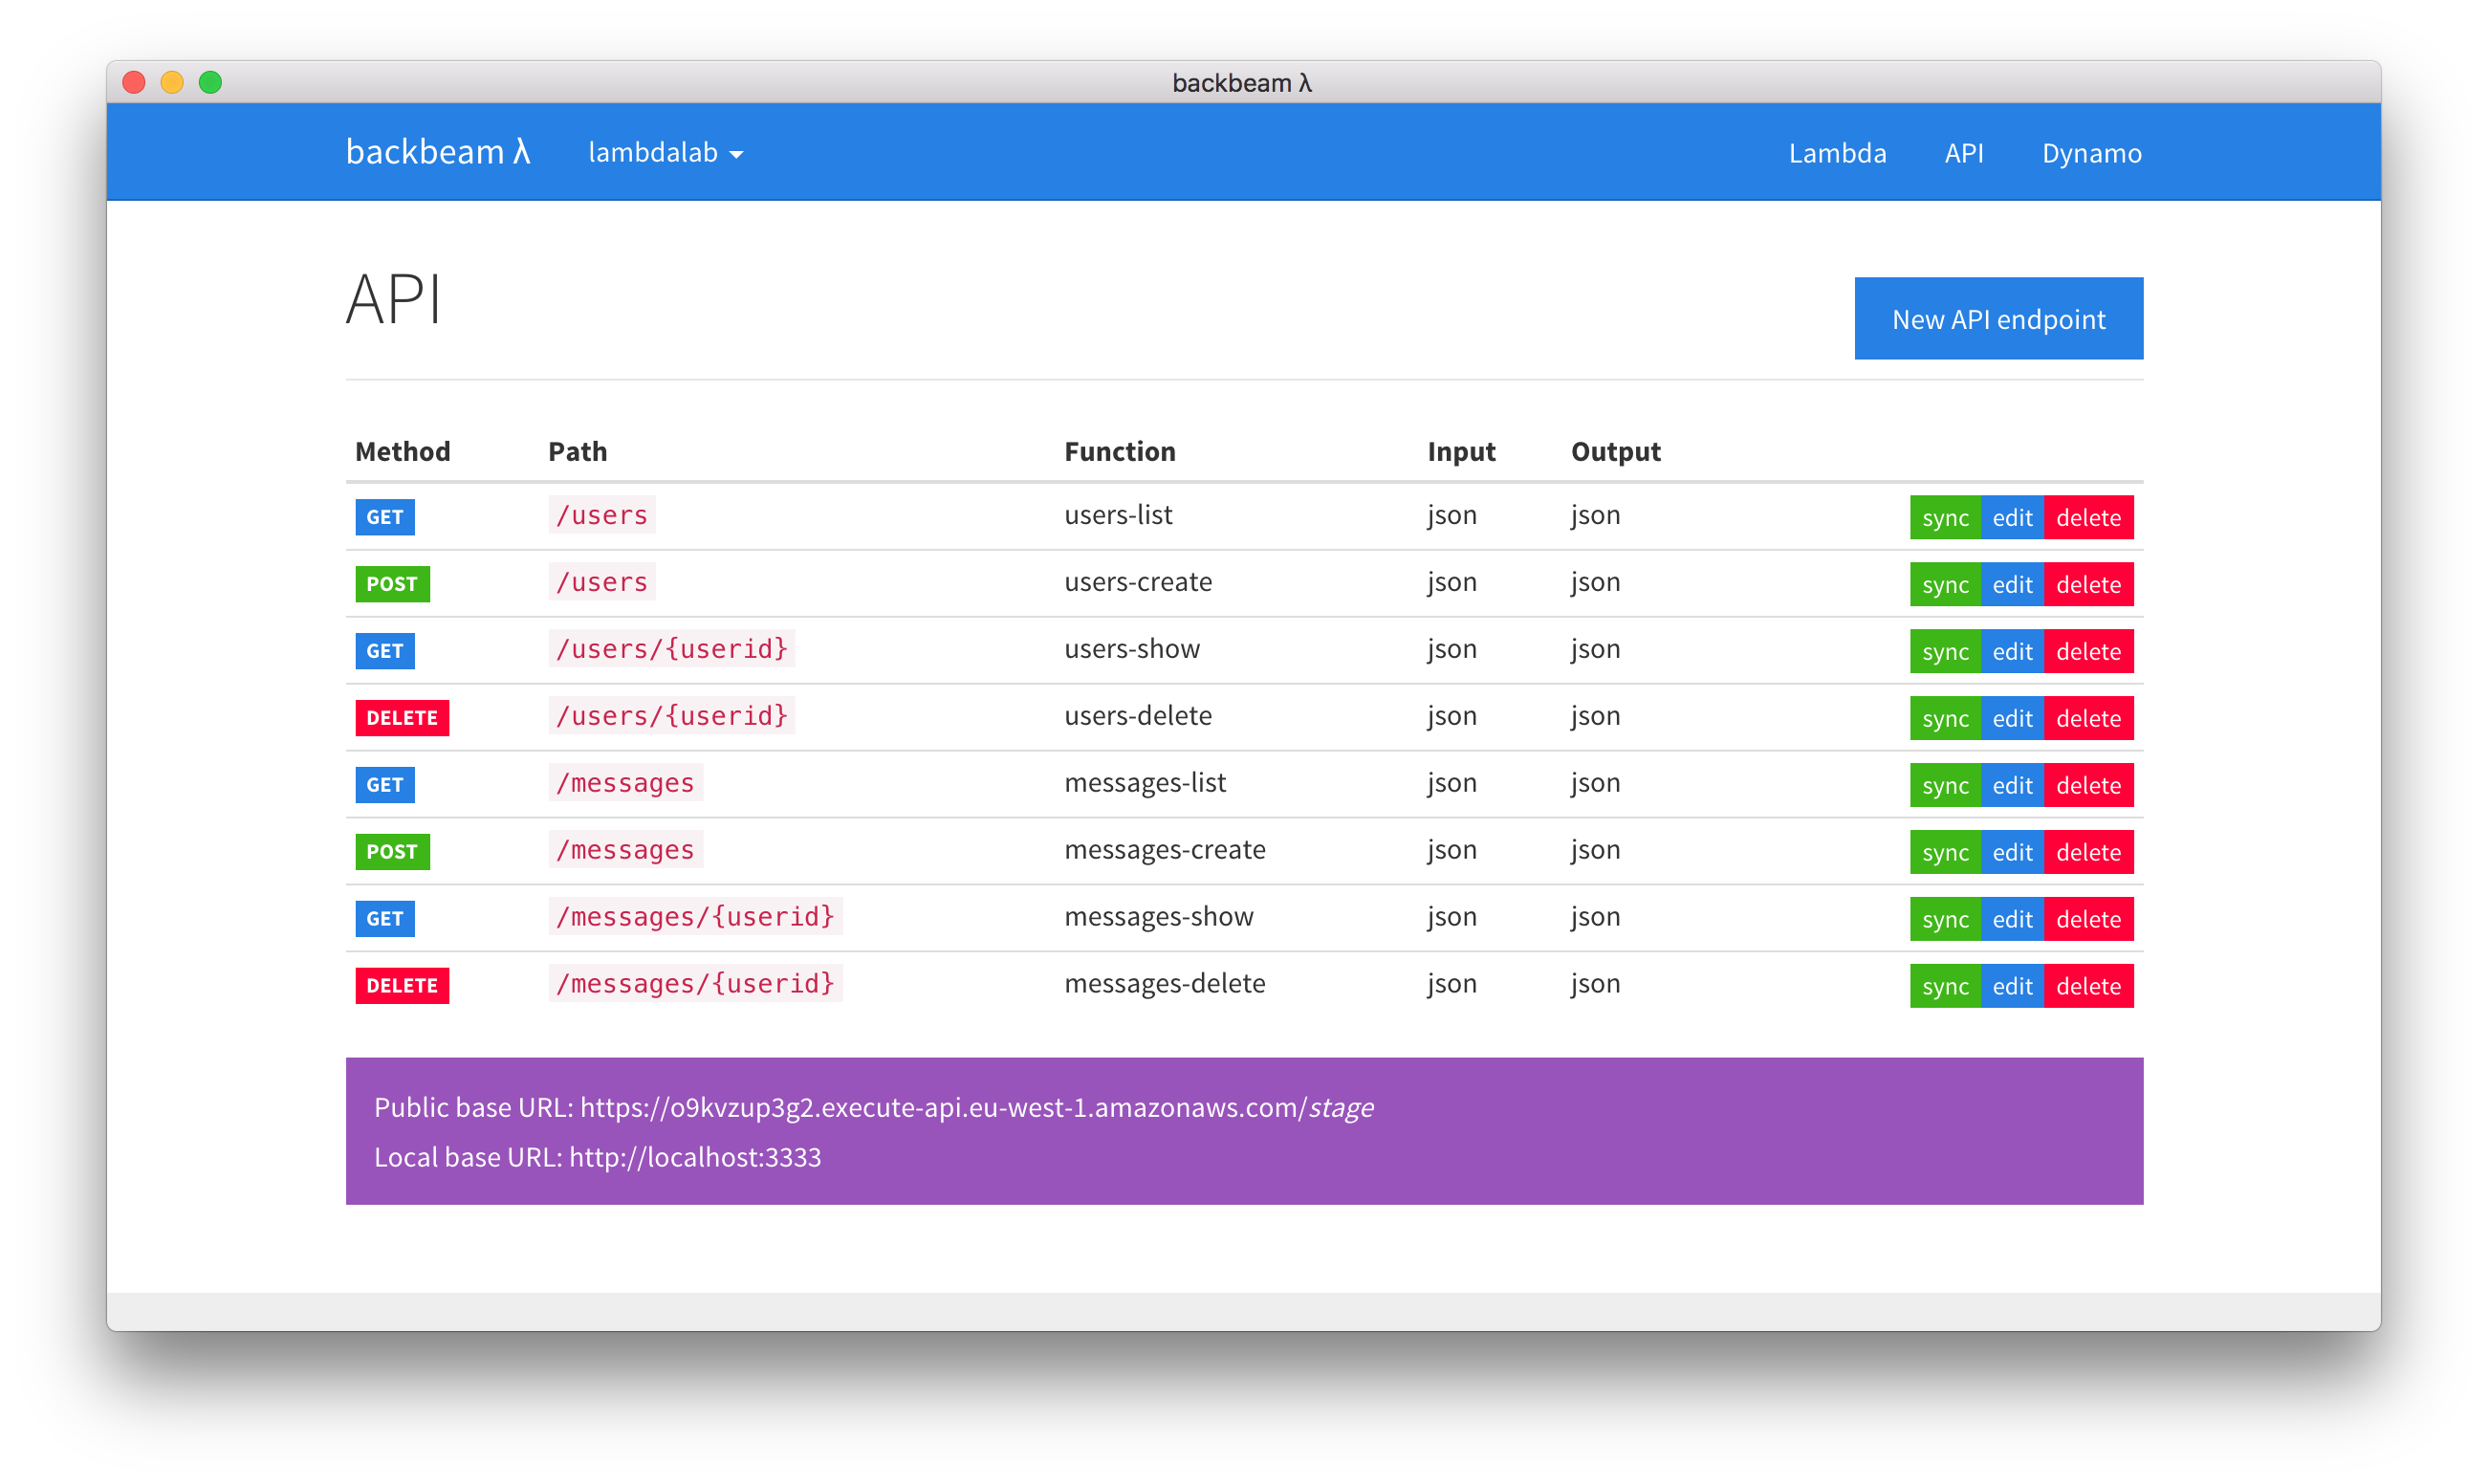 backbeam λ
backbeam λ lambdalab Lambda API Dynamo
API
New API endpoint
Method Path Function Input Output
GET /users users-list json json sync edit delete
POST /users users-create json json sync edit delete
GET /users/{userid} users-show json json sync edit delete
DELETE /users/{userid} users-delete json json sync edit delete
GET /messages messages-list json json sync edit delete
POST /messages messages-create json json sync edit delete
GET /messages/{userid} messages-show json json sync edit delete
DELETE /messages/{userid} messages-delete json json sync edit delete
Public base URL: https://o9kvzup3g2.execute-api.eu-west-1.amazonaws.com/stage
Local base URL: http://localhost:3333